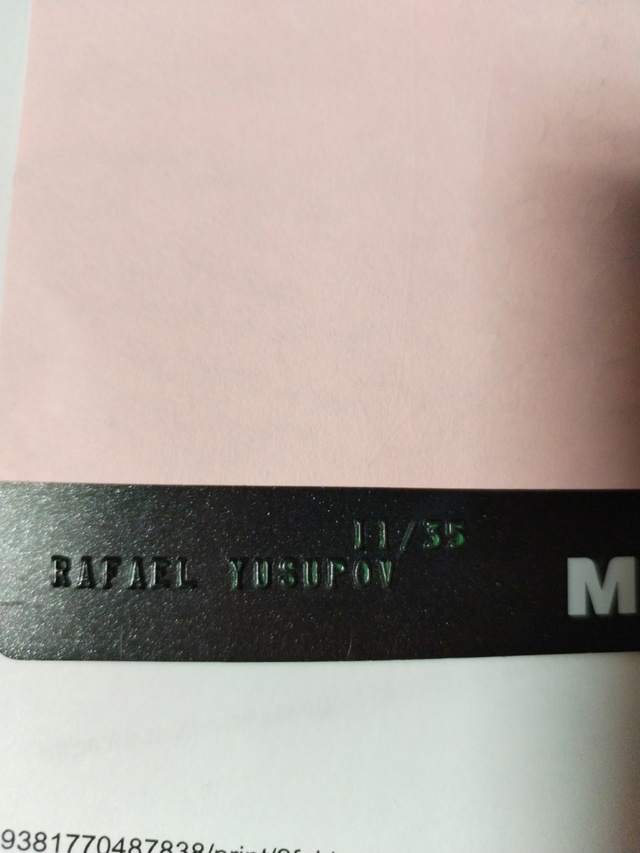 11/35
RAFAEL YUSUPOV
M
9381770487838/print/